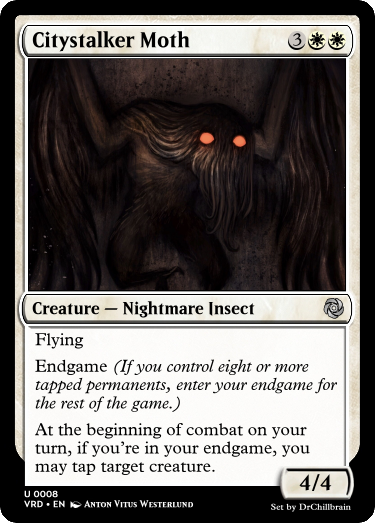 Citystalker Moth 3
Creature — Nightmare Insect
Flying
Endgame (If you control eight or more
tapped permanents, enter your endgame for
the rest of the game.)
At the beginning of combat on your
turn, if you're in your endgame, you
may tap target creature.
4/4
U 0008
VRD • EN Anton Vitus Westerlund
Set by DrChillbrain